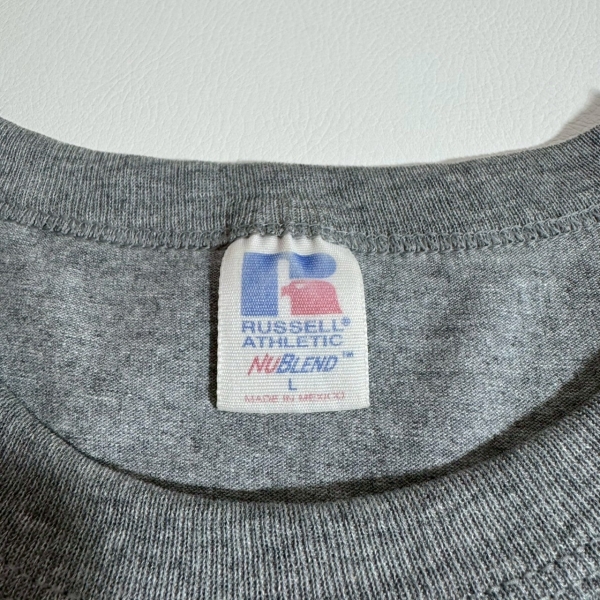 RUSSELL®
ATHLETIC
NUBLEND™
L
MADE IN MEXICO